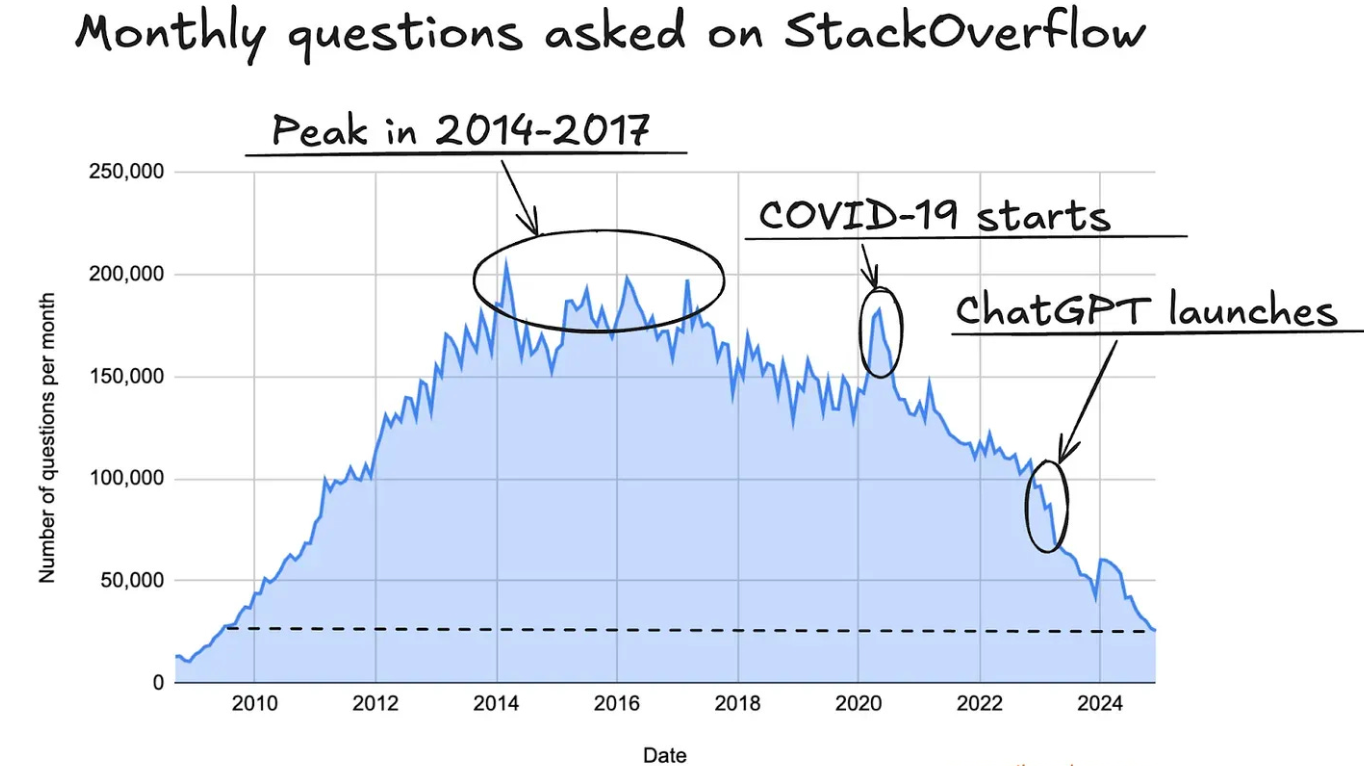 Monthly questions asked on StackOverflow
Peak in 2014-2017
250,000
COVID-19 starts
200,000
ChatGPT launches
150,000
100,000
50,000
0
Number of questions per month
2010 2012 2014 2016 2018 2020 2022 2024
Date